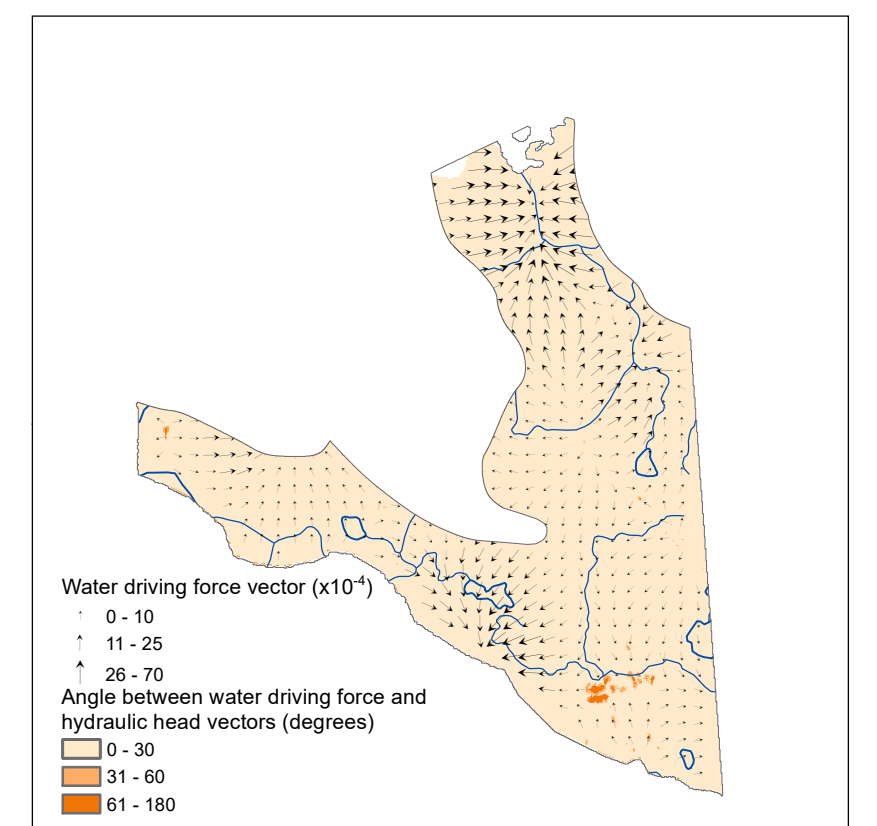 Water driving force vector (x10-4)
0 - 10
11 - 25
26 - 70
Angle between water driving force and
hydraulic head vectors (degrees)
0 - 30
31 - 60
61 - 180